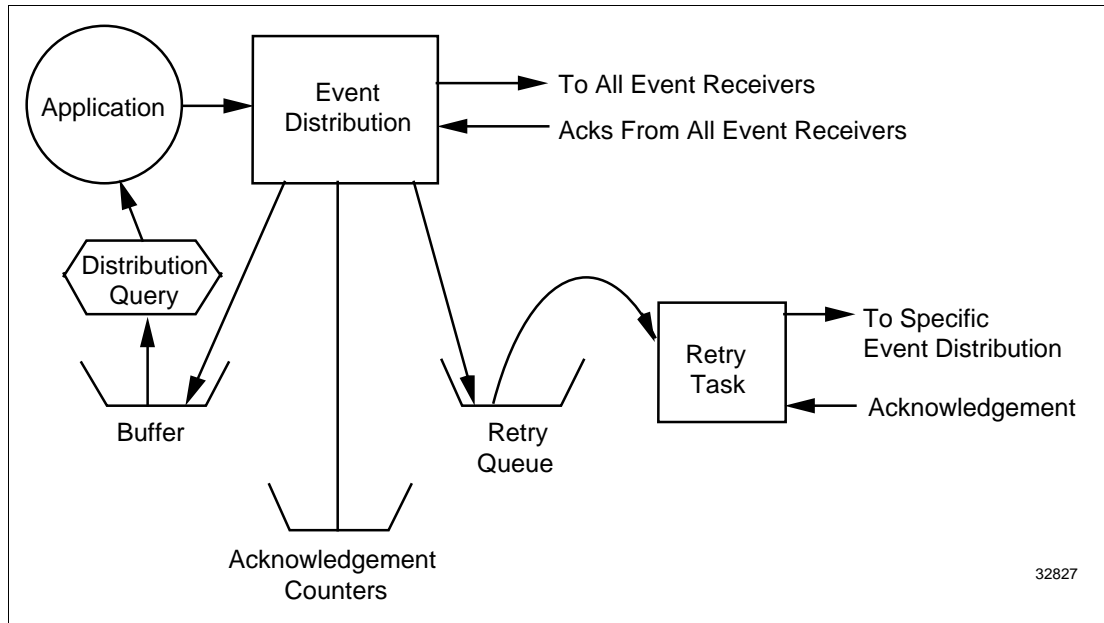 Application
Event
Distribution
To All Event Receivers
Acks From All Event Receivers
Distribution
Query
Buffer
Retry
Queue
Retry
Task
To Specific
Event Distribution
Acknowledgement
Acknowledgement
Counters
32827